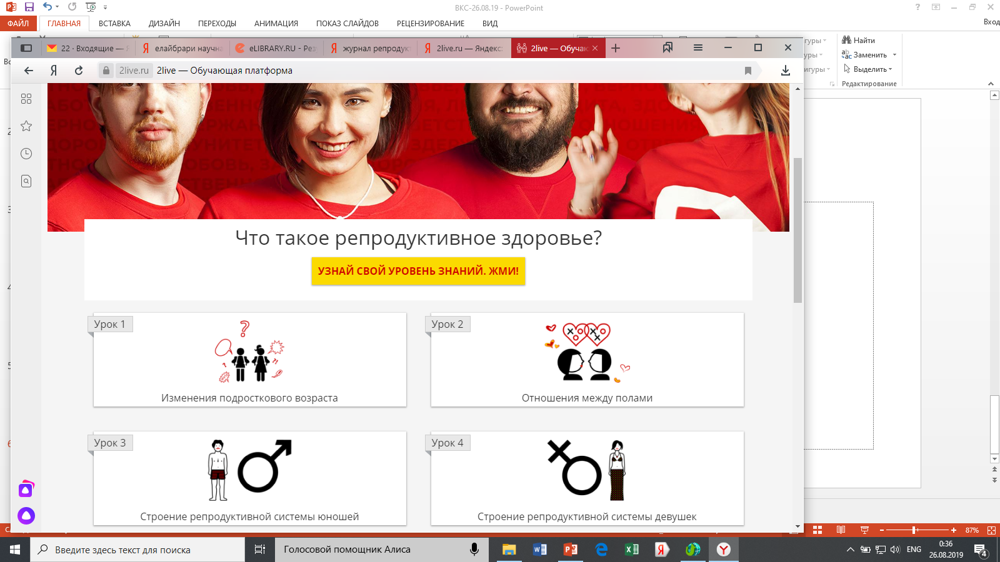 ВКС-26.08.19 - PowerPoint
ФАЙЛ ГЛАВНАЯ ВСТАВКА ДИЗАЙН ПЕРЕХОДЫ АНИМАЦИЯ ПОКАЗ СЛАЙДОВ РЕЦЕНЗИРОВАНИЕ ВИД
Вход
22 · Входящие —
елайбрари научна
eLIBRARY.RU - Рез
журнал репродук
2live.ru — Яндекс
2live — Обучаю
Найти
Заменить
Выделить
Редактирование
2live.ru 2live — Обучающая платформа
Что такое репродуктивное здоровье?
УЗНАЙ СВОЙ УРОВЕНЬ ЗНАНИЙ. ЖМИ!
Урок 1
Изменения подросткового возраста
Урок 2
Отношения между полами
Урок 3
Строение репродуктивной системы юношей
Урок 4
Строение репродуктивной системы девушек
87%
Введите здесь текст для поиска
Голосовой помощник Алиса
ENG
0:36
26.08.2019
4